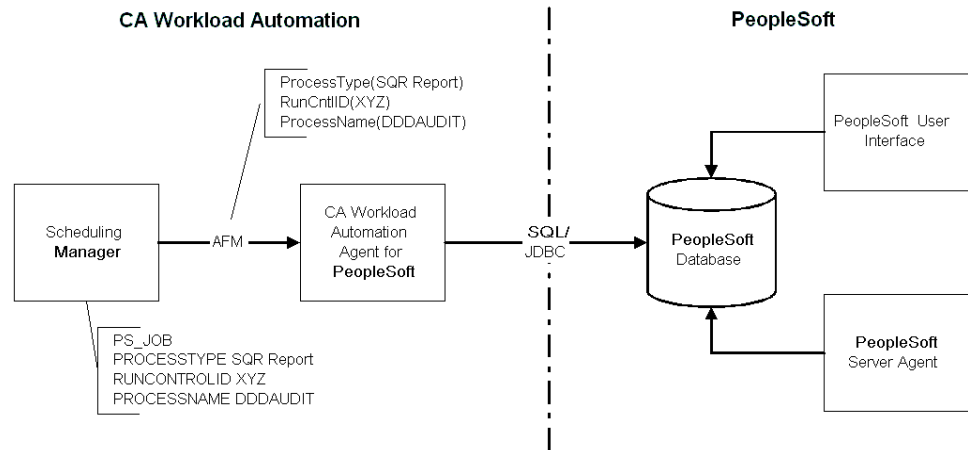 CA Workload Automation
PeopleSoft
ProcessType(SQR Report)
RunCntlID(XYZ)
ProcessName(DDDAUDIT)
PeopleSoft User
Interface
Scheduling
Manager
AFM
CA Workload
Automation
Agent for
PeopleSoft
SQL/
JDBC
PeopleSoft
Database
PS_JOB
PROCESSTYPE SQR Report
RUNCONTROLID XYZ
PROCESSNAME DDDAUDIT
PeopleSoft
Server Agent